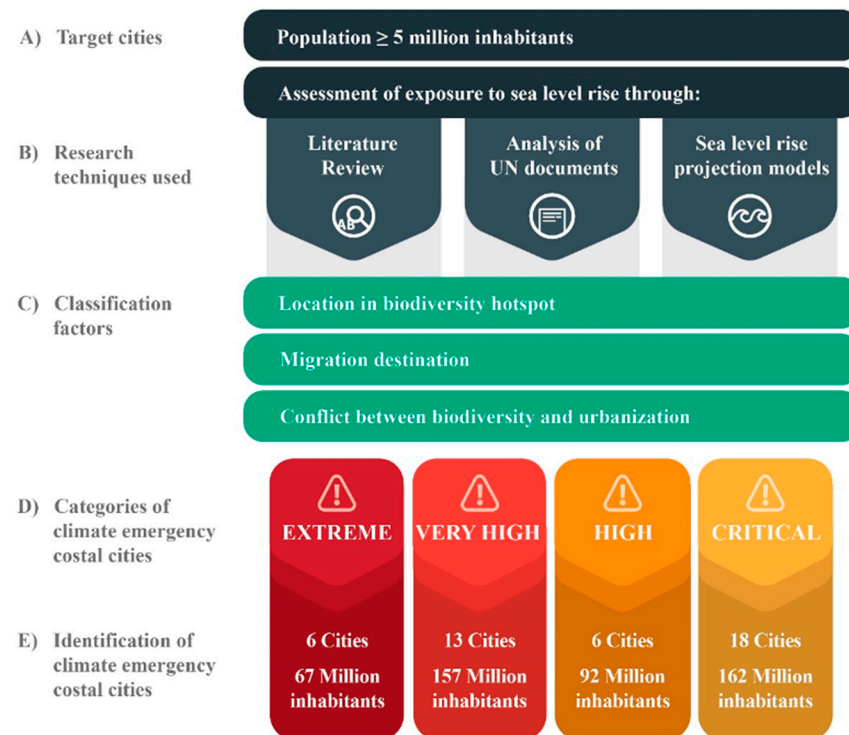 A) Target cities
Population ≥ 5 million inhabitants
Assessment of exposure to sea level rise through:
B) Research
techniques used
Literature
Review
AB
Analysis of
UN documents
Sea level rise
projection models
C) Classification
factors
Location in biodiversity hotspot
Migration destination
Conflict between biodiversity and urbanization
D) Categories of
climate emergency
costal cities
EXTREME
VERY HIGH
HIGH
CRITICAL
E) Identification of
climate emergency
costal cities
6 Cities
67 Million
inhabitants
13 Cities
157 Million
inhabitants
6 Cities
92 Million
inhabitants
18 Cities
162 Million
inhabitants